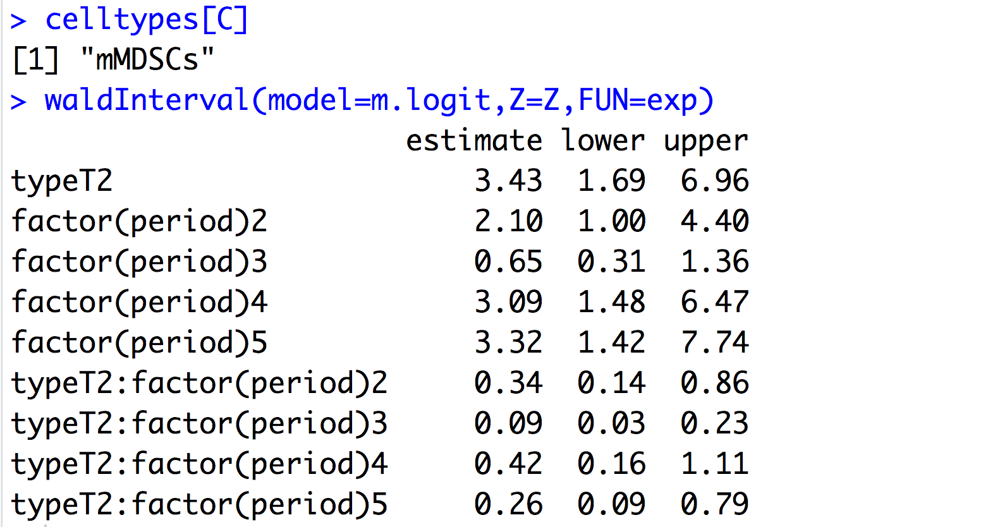 > celltypes[C]
[1] "mMDSCs"
> waldInterval(model=m.logit,Z=Z,FUN=exp)
estimate lower upper
typeT2 3.43 1.69 6.96
factor(period)2 2.10 1.00 4.40
factor(period)3 0.65 0.31 1.36
factor(period)4 3.09 1.48 6.47
factor(period)5 3.32 1.42 7.74
typeT2:factor(period)2 0.34 0.14 0.86
typeT2:factor(period)3 0.09 0.03 0.23
typeT2:factor(period)4 0.42 0.16 1.11
typeT2:factor(period)5 0.26 0.09 0.79